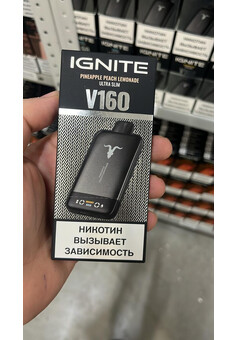 IGNITE
PINEAPPLE PEACH LEMONADE
ULTRA SLIM
V160
НИКОТИН
ВЫЗЫВАЕТ
ЗАВИСИМОСТЬ